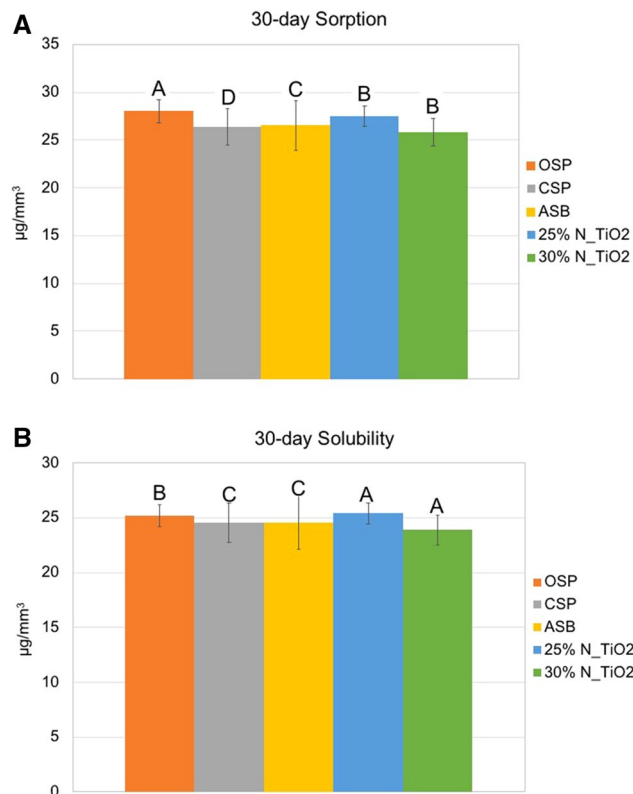 A
30-day Sorption
35
30
25
20
15
10
5
0
µg/mm³
A
D
C
B
B
OSP
CSP
ASB
25% N_TiO2
30% N_TiO2
B
30-day Solubility
30
25
20
15
10
5
0
µg/mm³
B
C
C
A
A
OSP
CSP
ASB
25% N_TiO2
30% N_TiO2